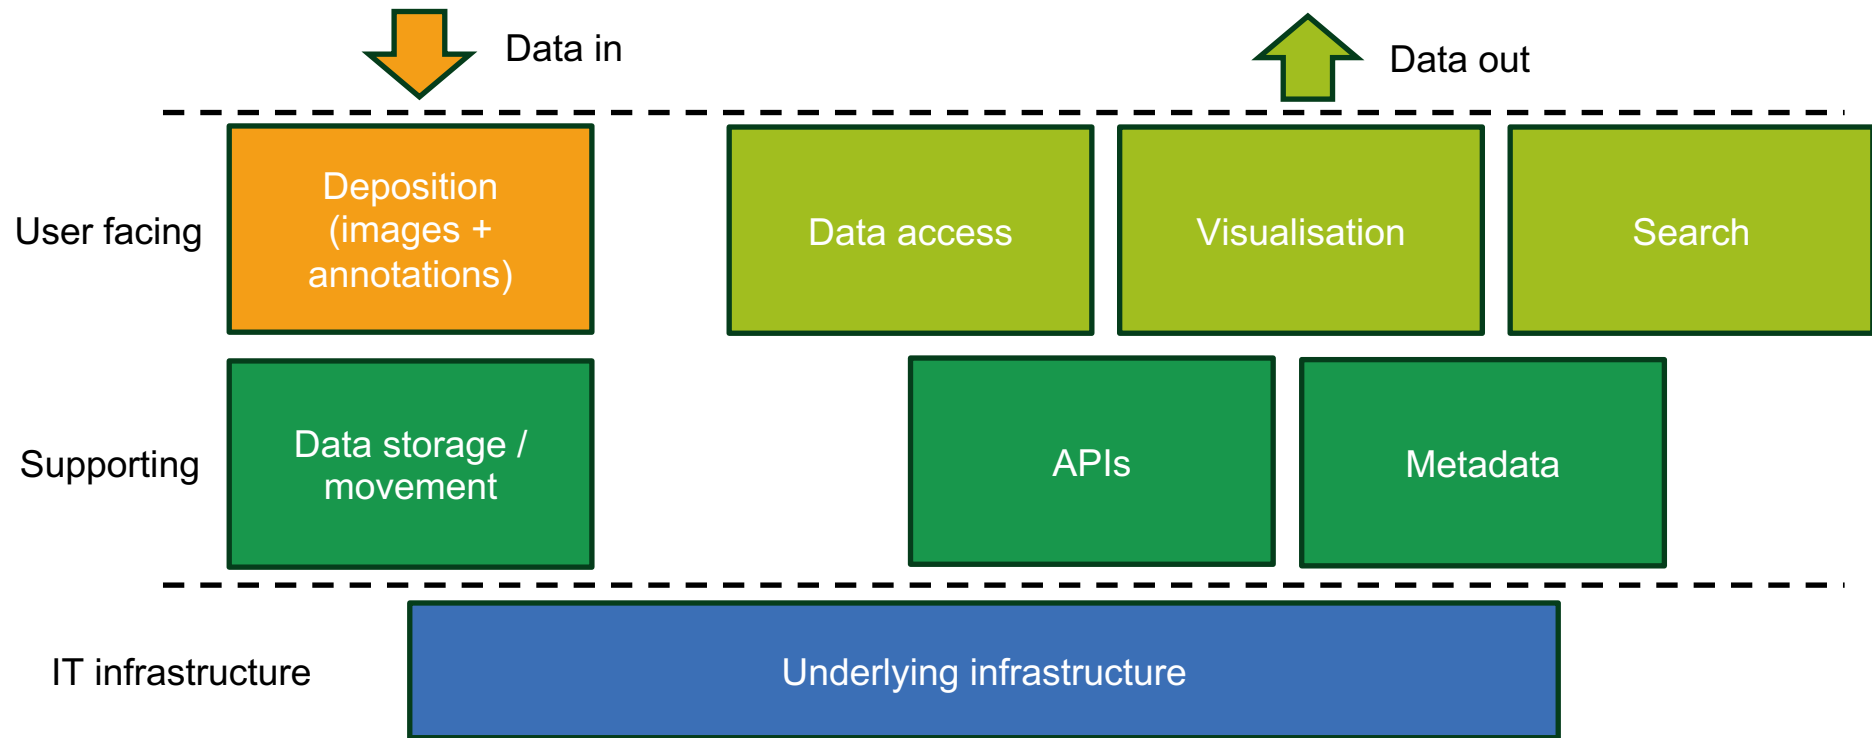 Data in
Data out
User facing
Deposition
(images +
annotations)
Data access
Visualisation
Search
Supporting
Data storage /
movement
APIs
Metadata
IT infrastructure
Underlying infrastructure